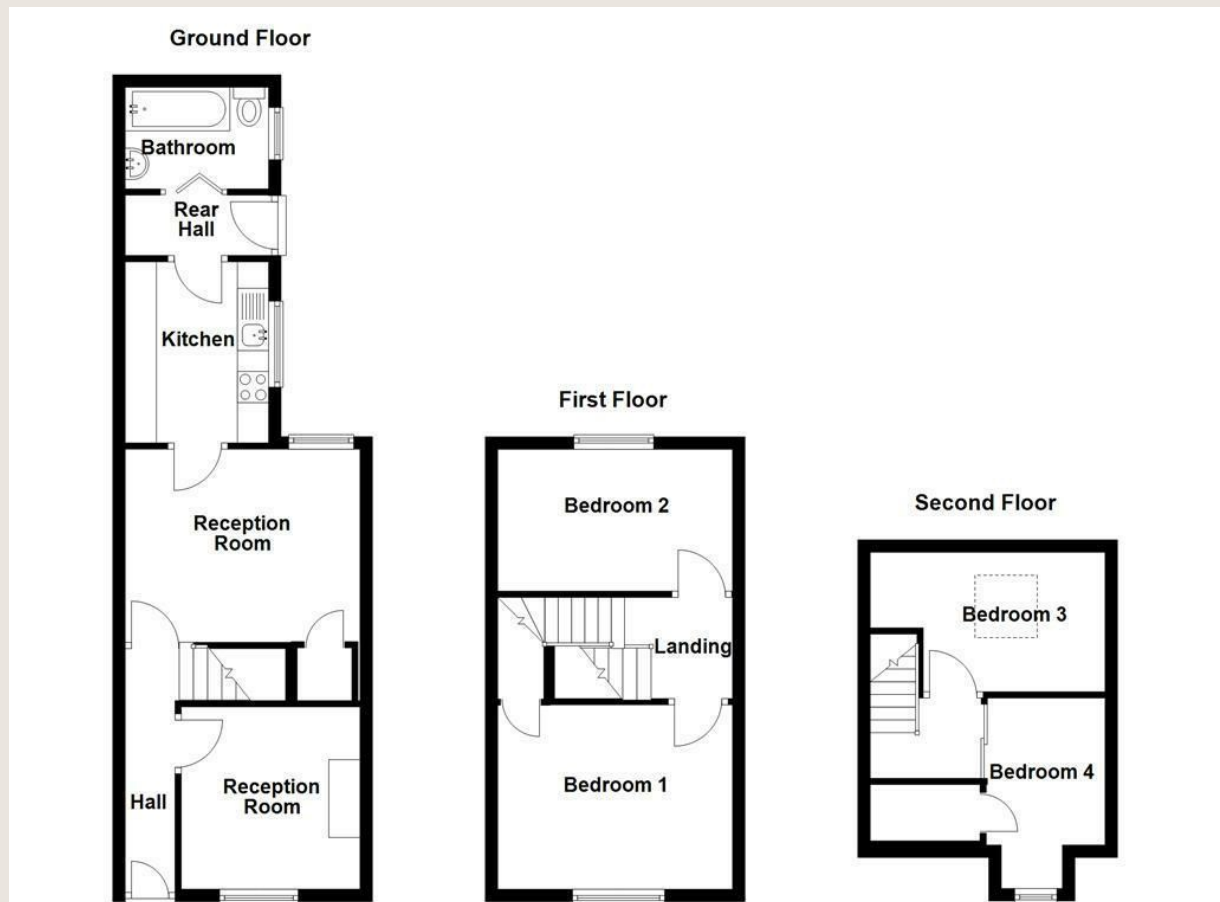 Ground Floor
Bathroom
Rear
Hall
Kitchen
Reception
Room
Hall
Reception
Room
First Floor
Bedroom 2
Landing
Bedroom 1
Second Floor
Bedroom 3
Bedroom 4